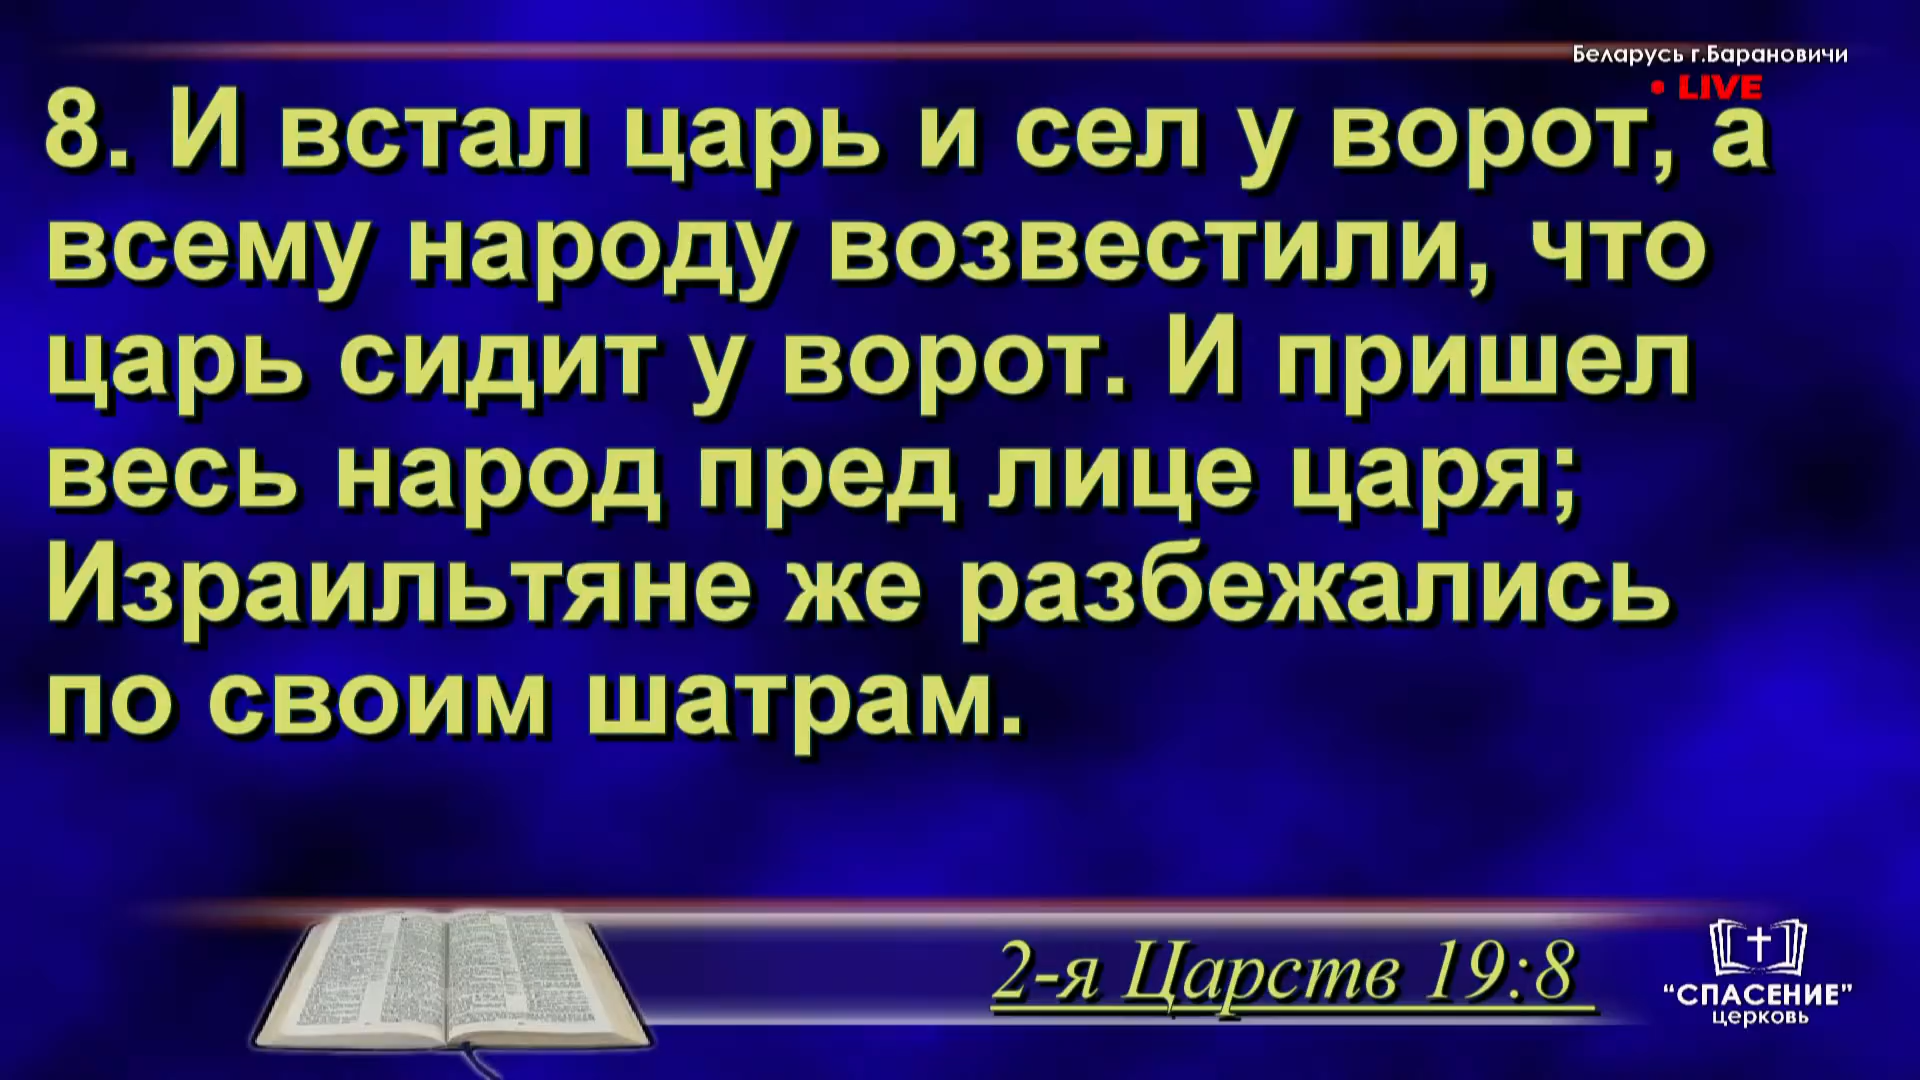 Беларусь г.Барановичи
• LIVE
8. И встал царь и сел у ворот, а
всему народу возвестили, что
царь сидит у ворот. И пришел
весь народ пред лице царя;
Израильтяне же разбежались
по своим шатрам.
2-я Царств 19:8
“СПАСЕНИЕ”
церковь